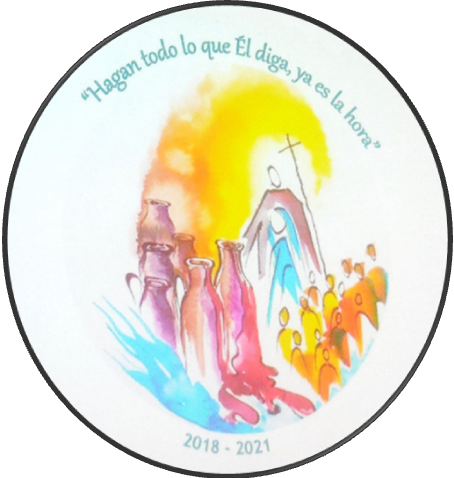 “Hagan todo lo que Él diga, ya es la hora”
2018 - 2021